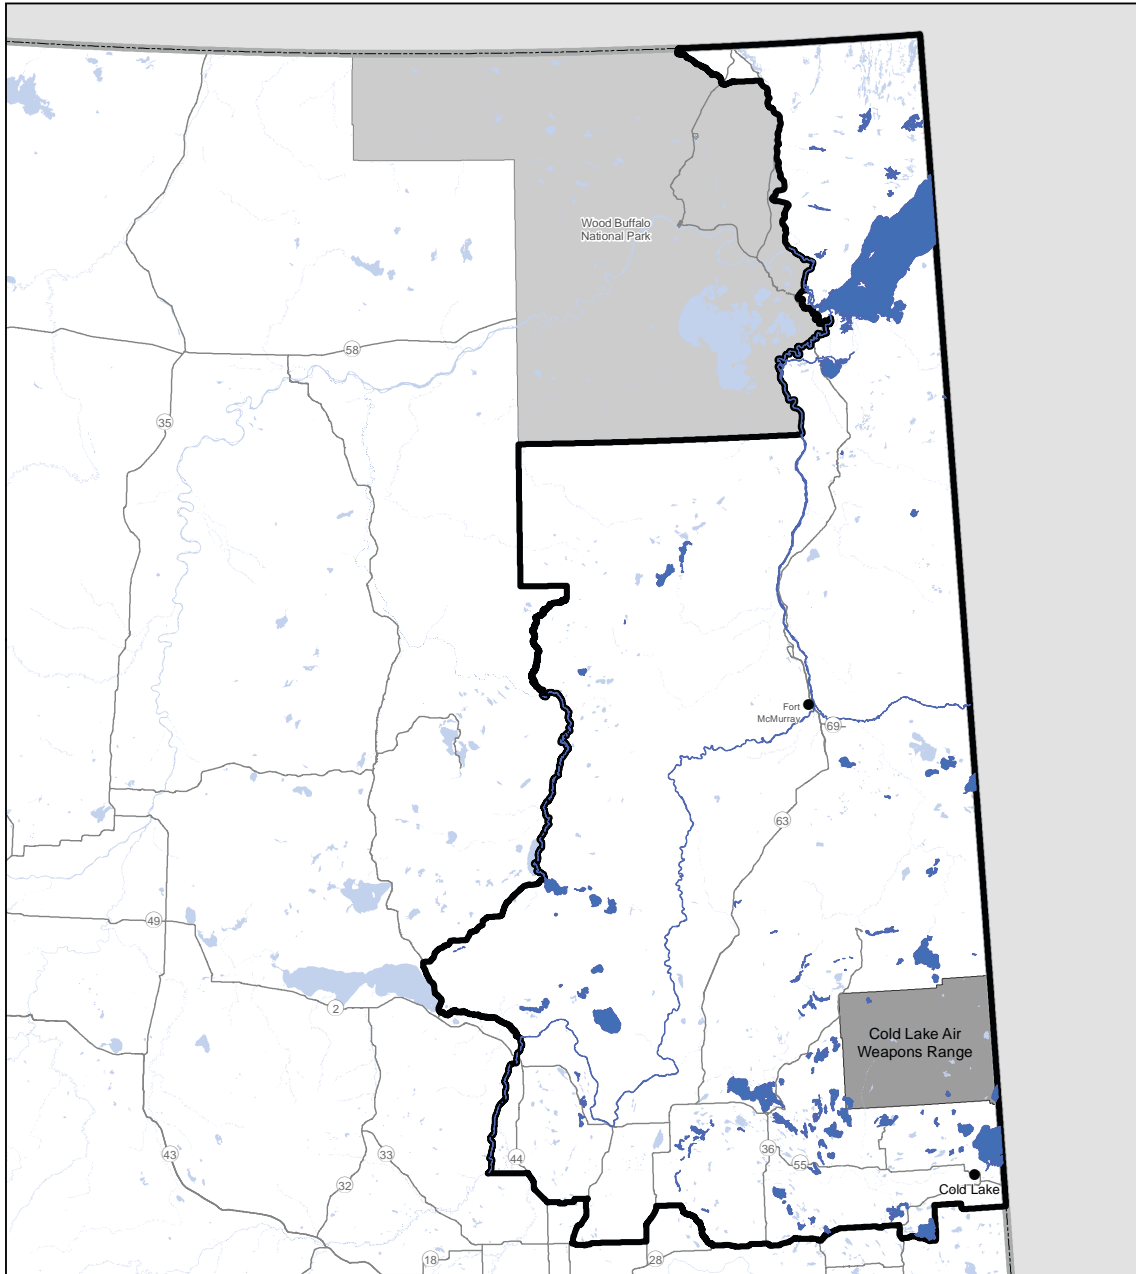 Wood Buffalo
National Park
58
35
Fort
McMurray
69
63
49
2
Cold Lake Air
Weapons Range
43
33
32
44
36
55
Cold Lake
18
28